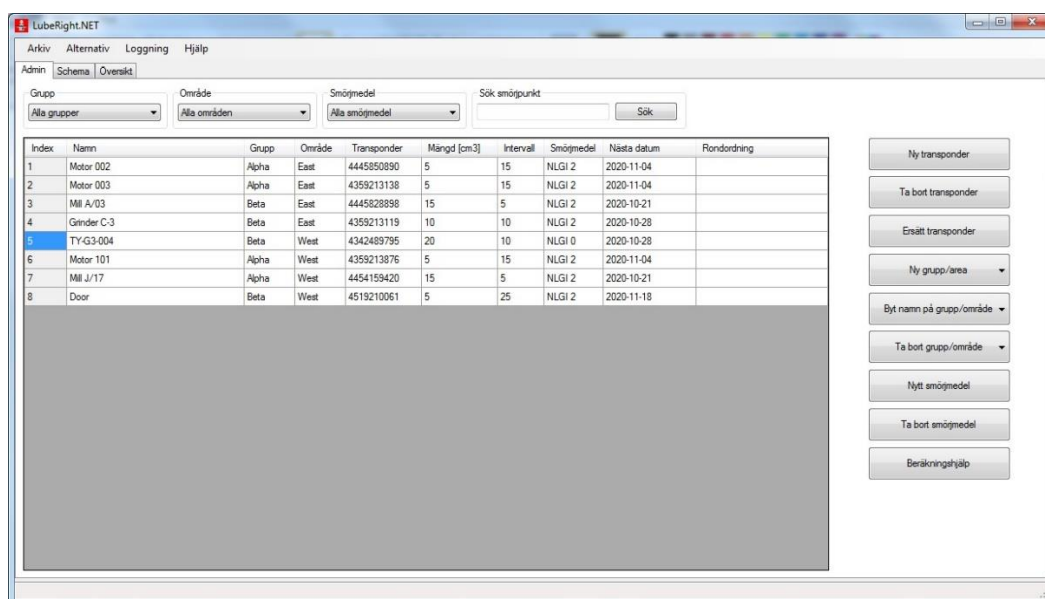 LubeRight.NET
Arkiv Alternativ Loggning Hjälp
Admin Schema Översikt
Grupp Område Smörjmedel Sök smörjpunkt
Alla grupper Alla områden Alla smörjmedel Sök
Index Namn Grupp Område Transponder Mängd [cm3] Intervall Smörjmedel Nästa datum Rondordning
1 Motor 002 Alpha East 4445850890 5 15 NLGI 2 2020-11-04
2 Motor 003 Alpha East 4359213138 5 15 NLGI 2 2020-11-04
3 Mill A/03 Beta East 4445828898 15 5 NLGI 2 2020-10-21
4 Grinder C-3 Beta East 4359213119 10 10 NLGI 2 2020-10-28
5 TY-G3-004 Beta West 4342489795 20 10 NLGI 0 2020-10-28
6 Motor 101 Alpha West 4359213876 5 15 NLGI 2 2020-11-04
7 Mill J/17 Alpha West 4454159420 15 5 NLGI 2 2020-10-21
8 Door Beta West 4519210061 5 25 NLGI 2 2020-11-18
Ny transponder
Ta bort transponder
Ersätt transponder
Ny grupp/area
Byt namn på grupp/område
Ta bort grupp/område
Nytt smörjmedel
Ta bort smörjmedel
Beräkningshjälp